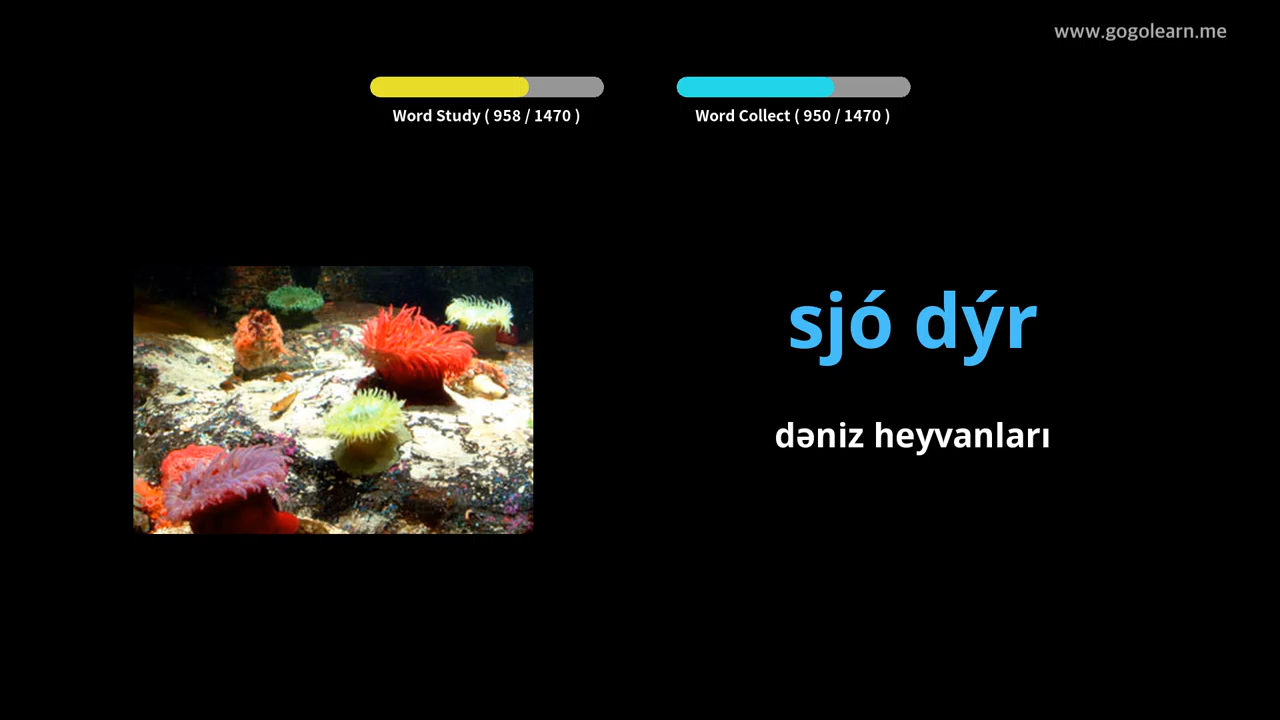 www.gogolearn.me
Word Study ( 958 / 1470 )
Word Collect ( 950 / 1470 )
sjó dýr
dəniz heyvanları